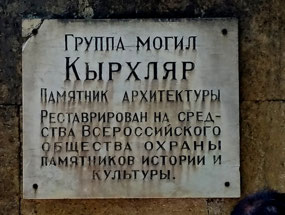 Группа могил
Кырхляр
Памятник архитектуры
Реставрирован на сред-
ства Всероссийского
общества охраны
памятников истории и
культуры.